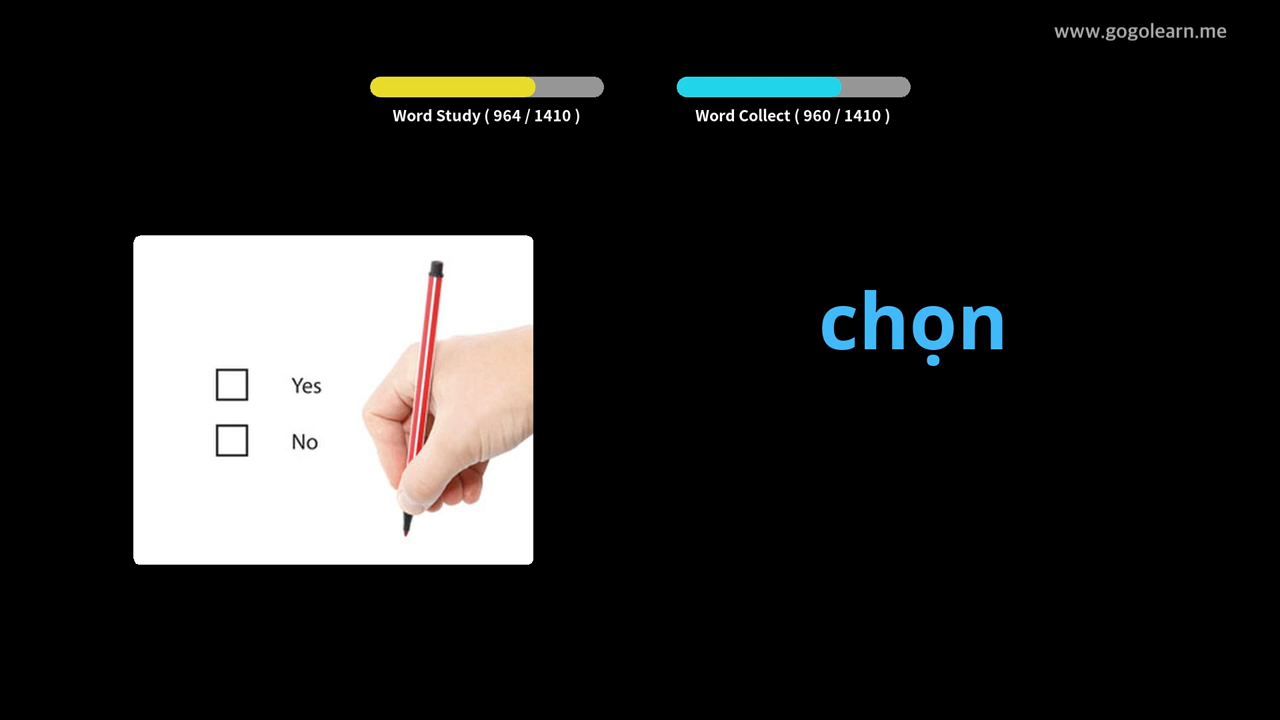 www.gogolearn.me
Word Study ( 964 / 1410 )
Word Collect ( 960 / 1410 )
Yes
No
chọn